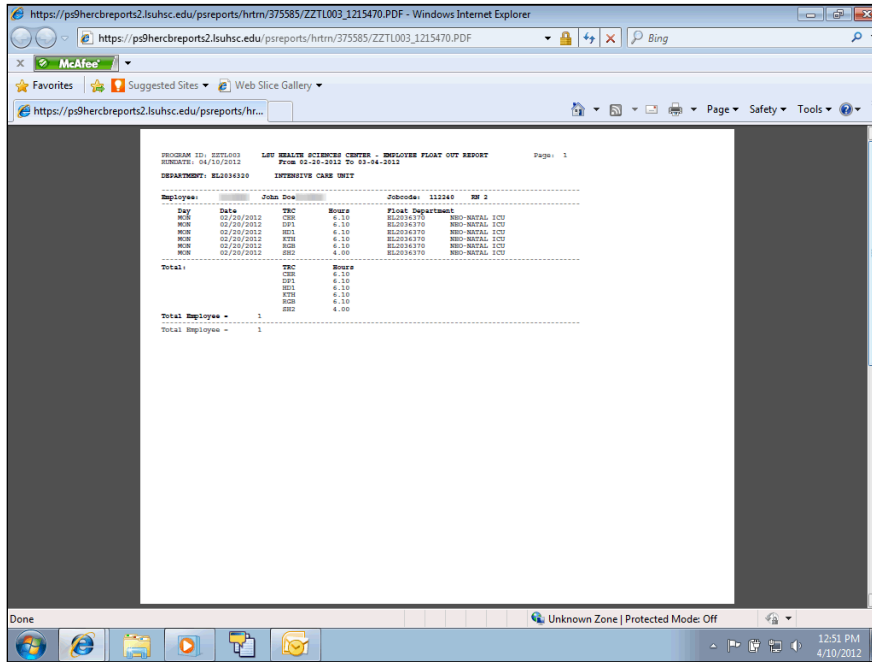 https://ps9hercbreports2.lsuhsc.edu/psreports/hrtrn/375585/ZZTL003_1215470.PDF - Windows Internet Explorer
https://ps9hercbreports2.lsuhsc.edu/psreports/hrtrn/375585/ZZTL003_1215470.PDF Bing
X McAfee
Favorites Suggested Sites Web Slice Gallery
https://ps9hercbreports2.lsuhsc.edu/psreports/hr... Page Safety Tools
PROGRAM ID: ZZTL003 LSU HEALTH SCIENCES CENTER - EMPLOYEE FLOAT OUT REPORT Page: 1
RUNDATE: 04/10/2012 From 02-20-2012 To 03-04-2012
DEPARTMENT: EL2036320 INTENSIVE CARE UNIT
Employee: John Doe Jobcode: 112240 RN 2
Day Date TRC Hours Float Department
MON 02/20/2012 CER 6.10 EL2036370 NEO-NATAL ICU
MON 02/20/2012 DP1 6.10 EL2036370 NEO-NATAL ICU
MON 02/20/2012 HD1 6.10 EL2036370 NEO-NATAL ICU
MON 02/20/2012 KTH 6.10 EL2036370 NEO-NATAL ICU
MON 02/20/2012 RGB 6.10 EL2036370 NEO-NATAL ICU
MON 02/20/2012 SH2 4.00 EL2036370 NEO-NATAL ICU
Total: TRC Hours
CER 6.10
DP1 6.10
HD1 6.10
KTH 6.10
RGB 6.10
SH2 4.00
Total Employee = 1
Total Employee = 1
Done Unknown Zone | Protected Mode: Off
12:51 PM
4/10/2012